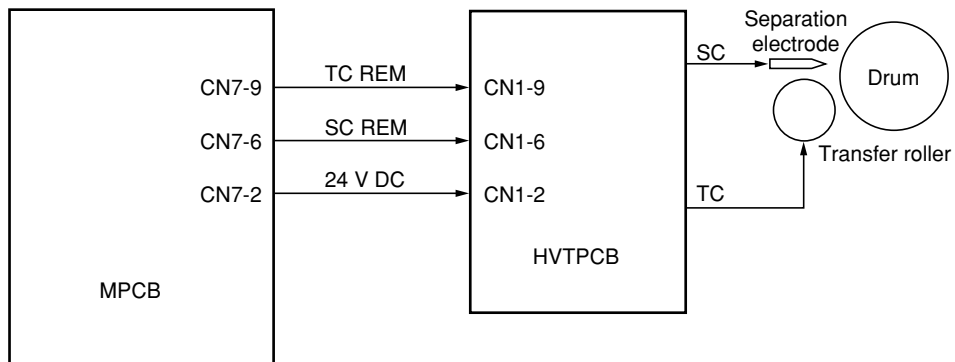 Separation
electrode
SC
Drum
TC REM
CN7-9
CN1-9
SC REM
CN7-6
CN1-6
Transfer roller
24 V DC
CN7-2
CN1-2
TC
HVTPCB
MPCB